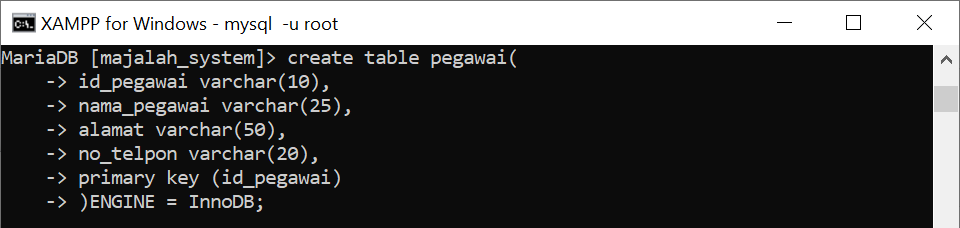 XAMPP for Windows - mysql  -u root
MariaDB [majalah_system]> create table pegawai(
    -> id_pegawai varchar(10),
    -> nama_pegawai varchar(25),
    -> alamat varchar(50),
    -> no_telpon varchar(20),
    -> primary key (id_pegawai)
    -> )ENGINE = InnoDB;